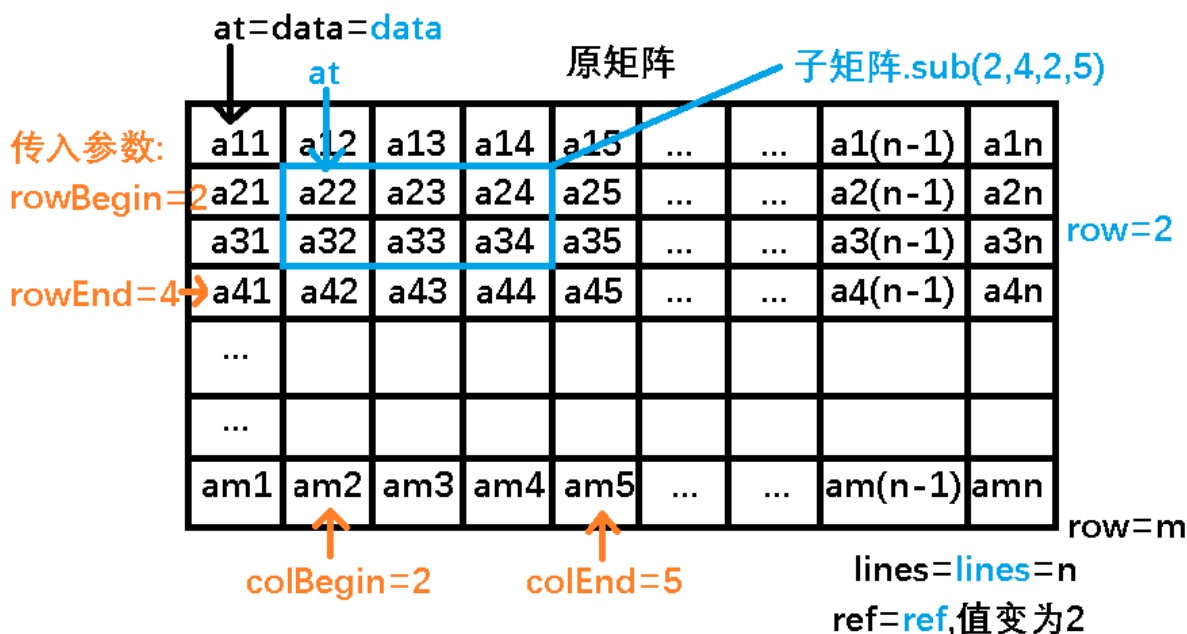 at=data=data
at
原矩阵
子矩阵.sub(2,4,2,5)
传入参数:
a11 a12 a13 a14 a15 ... ... a1(n-1) a1n
rowBegin=2
a21 a22 a23 a24 a25 ... ... a2(n-1) a2n
a31 a32 a33 a34 a35 ... ... a3(n-1) a3n
row=2
rowEnd=4
a41 a42 a43 a44 a45 ... ... a4(n-1) a4n
...
...
am1 am2 am3 am4 am5 ... ... am(n-1) amn
row=m
colBegin=2
colEnd=5
lines=lines=n
ref=ref,值变为2